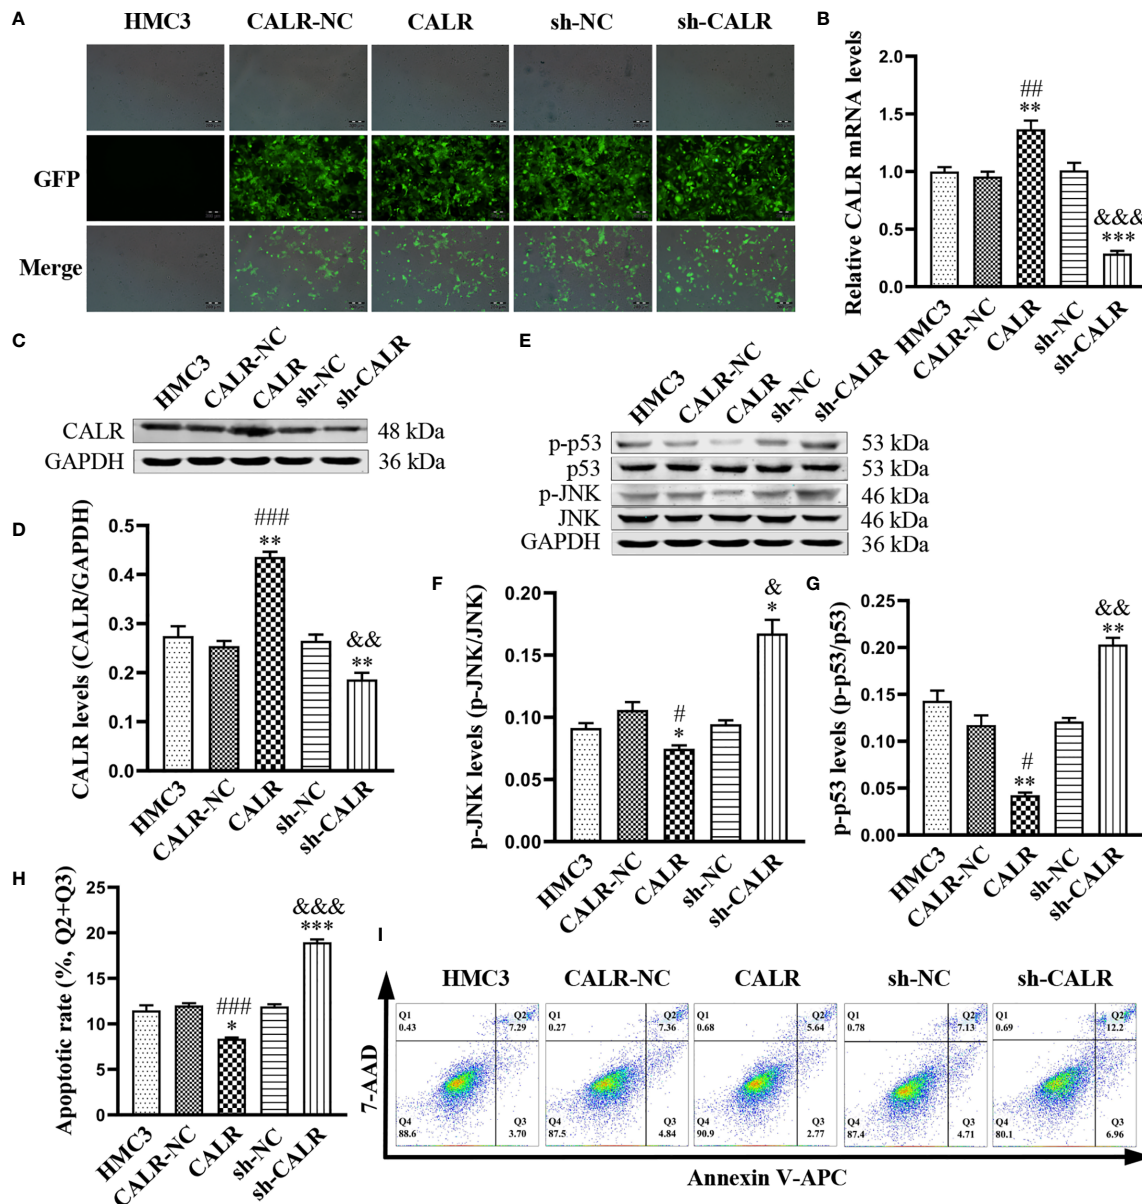 A
HMC3 CALR-NC CALR sh-NC sh-CALR
GFP
Merge
B
Relative CALR mRNA levels
2.0
1.5
1.0
0.5
0.0
##
**
&&&
***
HMC3 CALR-NC CALR sh-NC sh-CALR
C
HMC3 CALR-NC CALR sh-NC sh-CALR
CALR 48 kDa
GAPDH 36 kDa
E
HMC3 CALR-NC CALR sh-NC sh-CALR
p-p53 53 kDa
p53 53 kDa
p-JNK 46 kDa
JNK 46 kDa
GAPDH 36 kDa
D
CALR levels (CALR/GAPDH)
0.5
0.4
0.3
0.2
0.1
0.0
###
**
&&
**
HMC3 CALR-NC CALR sh-NC sh-CALR
F
p-JNK levels (p-JNK/JNK)
0.20
0.15
0.10
0.05
0.00
#
*
&
*
HMC3 CALR-NC CALR sh-NC sh-CALR
G
p-p53 levels (p-p53/p53)
0.25
0.20
0.15
0.10
0.05
0.00
#
**
&&
**
HMC3 CALR-NC CALR sh-NC sh-CALR
H
Apoptotic rate (%, Q2+Q3)
25
20
15
10
5
0
###
*
&&&
***
HMC3 CALR-NC CALR sh-NC sh-CALR
I
7-AAD
HMC3 CALR-NC CALR sh-NC sh-CALR
Q1 Q2 Q1 Q2 Q1 Q2 Q1 Q2 Q1 Q2
0.43 7.29 0.27 7.36 0.68 5.64 0.78 7.13 0.69 12.2
Q4 Q3 Q4 Q3 Q4 Q3 Q4 Q3 Q4 Q3
88.6 3.70 87.5 4.84 90.9 2.77 87.4 4.71 80.1 6.96
Annexin V-APC